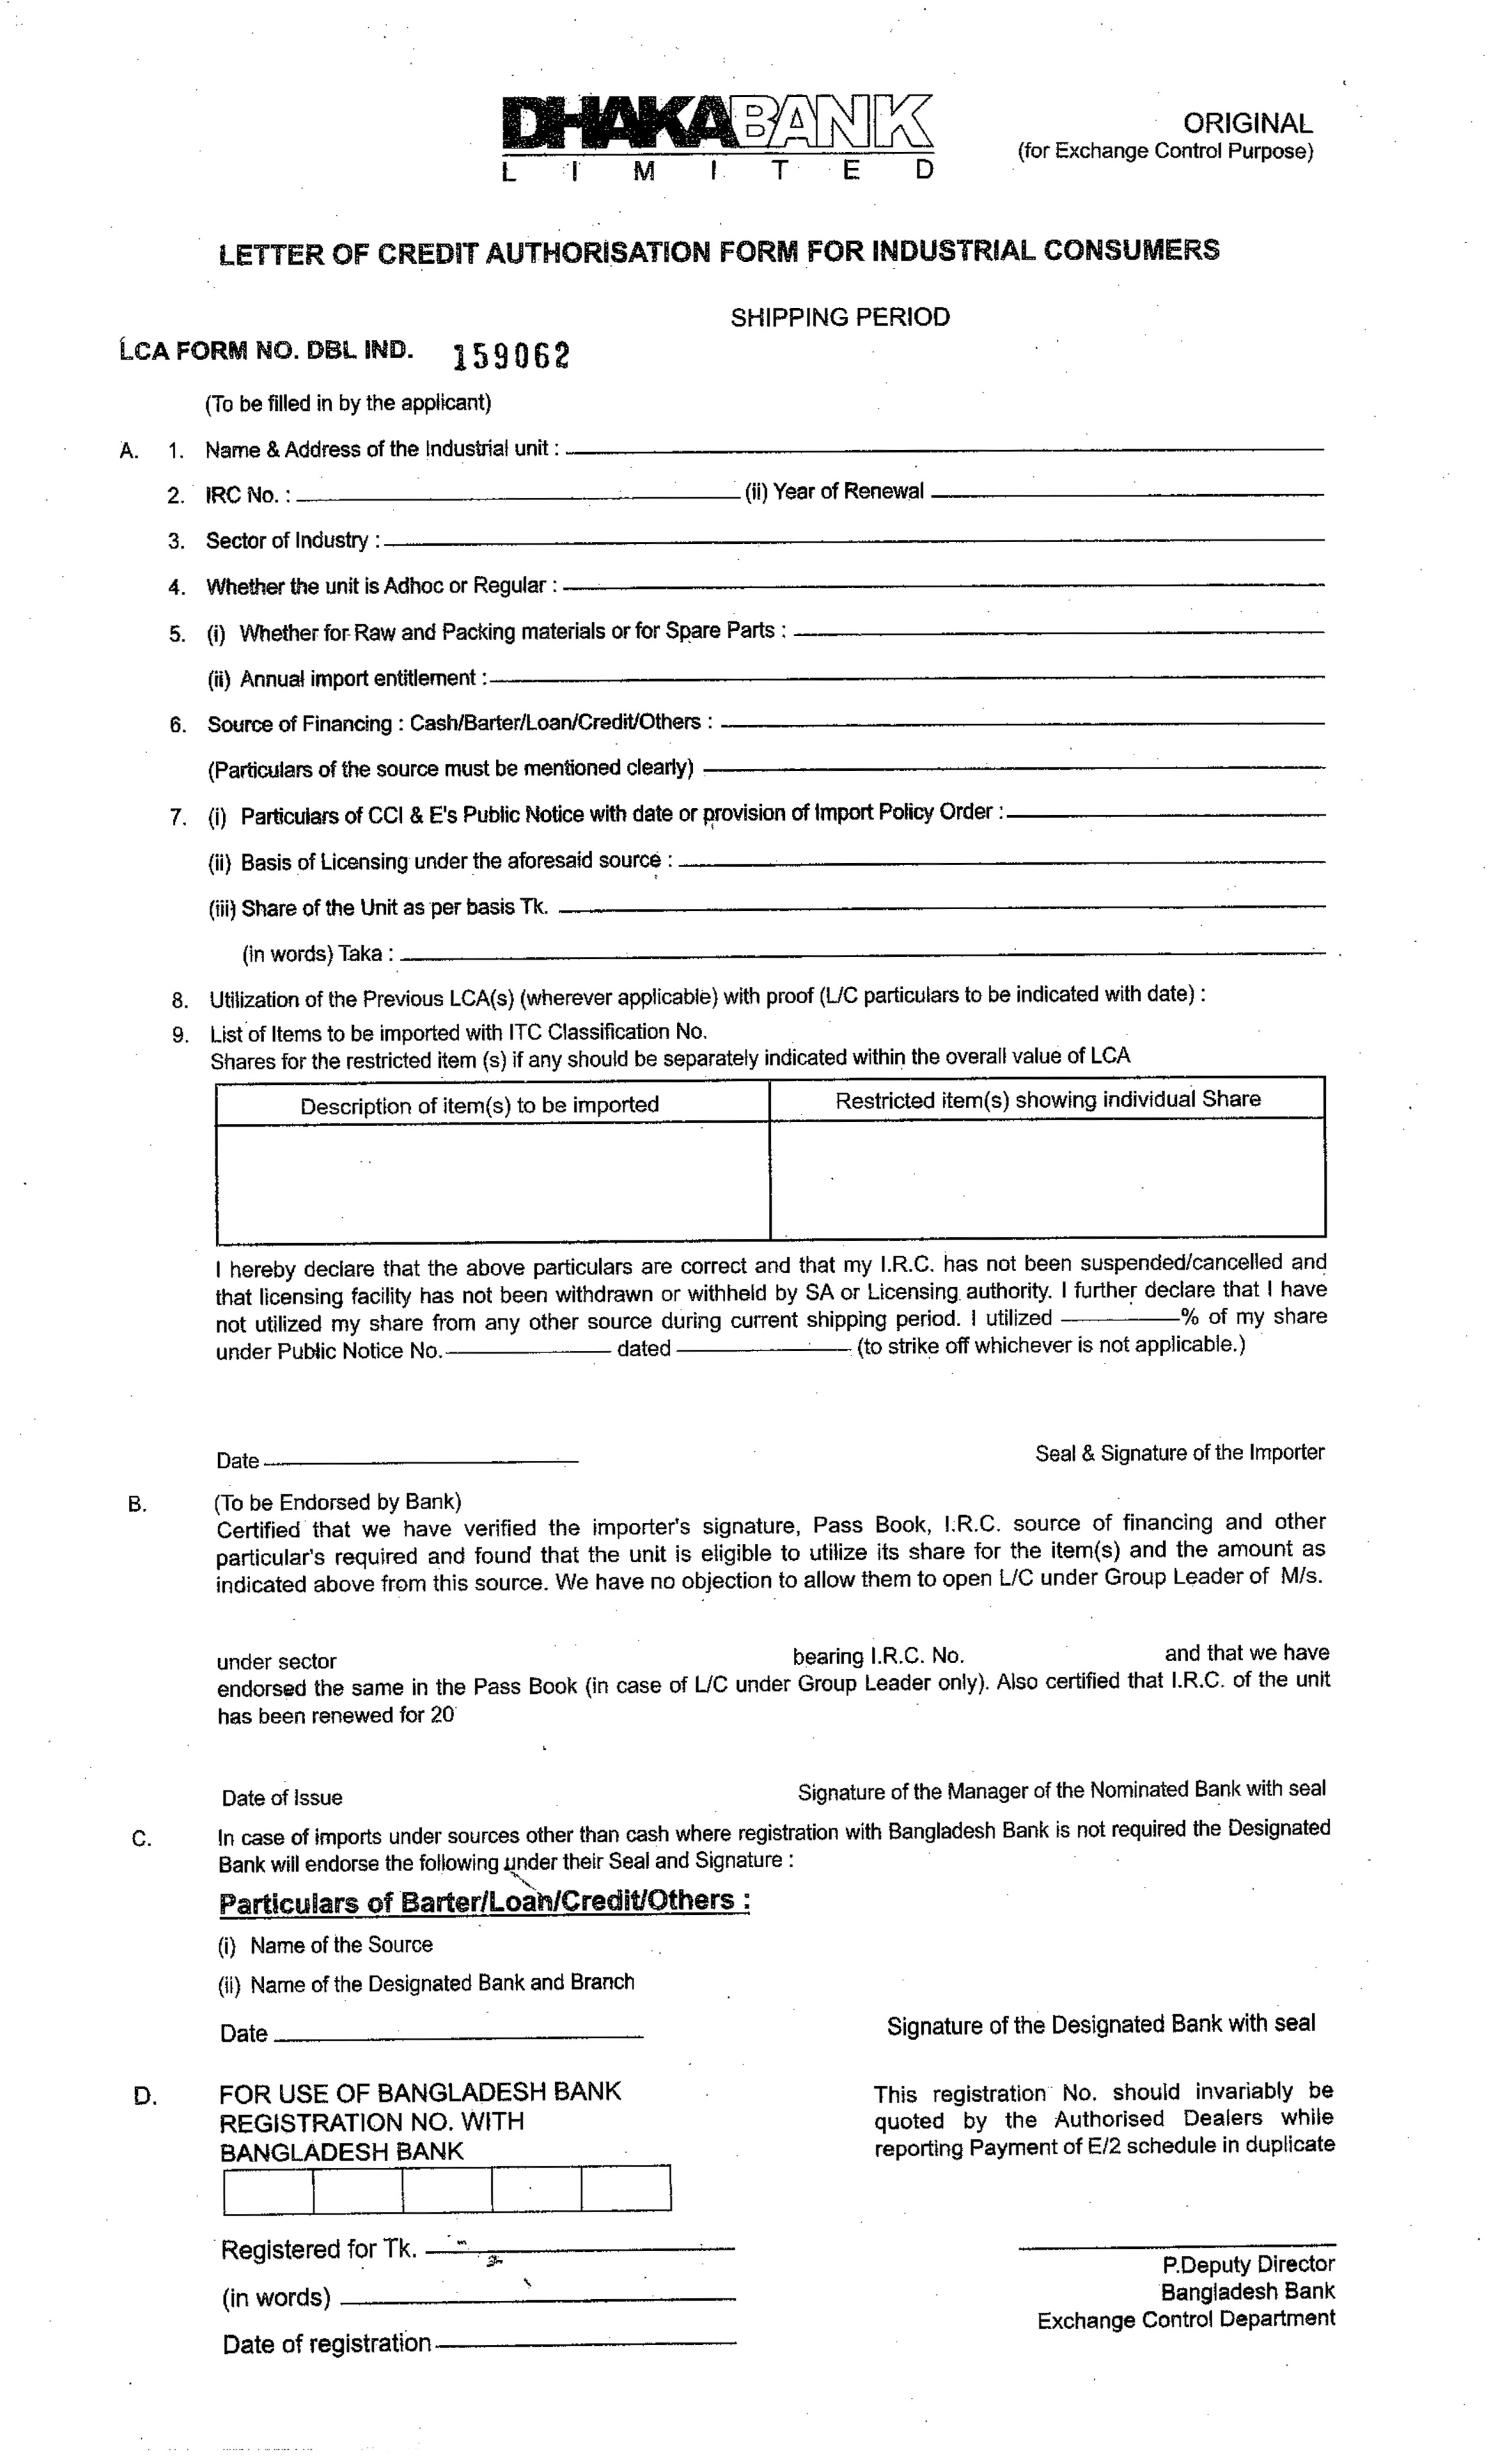 DHAKABANK
LIMITED
ORIGINAL
(for Exchange Control Purpose)
LETTER OF CREDIT AUTHORISATION FORM FOR INDUSTRIAL CONSUMERS
SHIPPING PERIOD
LCA FORM NO. DBL IND. 159062
(To be filled in by the applicant)
A. 1. Name & Address of the Industrial unit :
2. IRC No. : (ii) Year of Renewal
3. Sector of Industry :
4. Whether the unit is Adhoc or Regular :
5. (i) Whether for Raw and Packing materials or for Spare Parts :
(ii) Annual import entitlement :
6. Source of Financing : Cash/Barter/Loan/Credit/Others :
(Particulars of the source must be mentioned clearly)
7. (i) Particulars of CCI & E's Public Notice with date or provision of Import Policy Order :
(ii) Basis of Licensing under the aforesaid source :
(iii) Share of the Unit as per basis Tk.
(in words) Taka :
8. Utilization of the Previous LCA(s) (wherever applicable) with proof (L/C particulars to be indicated with date) :
9. List of Items to be imported with ITC Classification No.
Shares for the restricted item (s) if any should be separately indicated within the overall value of LCA
Description of item(s) to be imported
Restricted item(s) showing individual Share
I hereby declare that the above particulars are correct and that my I.R.C. has not been suspended/cancelled and
that licensing facility has not been withdrawn or withheld by SA or Licensing authority. I further declare that I have
not utilized my share from any other source during current shipping period. I utilized % of my share
under Public Notice No. dated (to strike off whichever is not applicable.)
Date
Seal & Signature of the Importer
B. (To be Endorsed by Bank)
Certified that we have verified the importer's signature, Pass Book, I.R.C. source of financing and other
particular's required and found that the unit is eligible to utilize its share for the item(s) and the amount as
indicated above from this source. We have no objection to allow them to open L/C under Group Leader of M/s.
under sector bearing I.R.C. No. and that we have
endorsed the same in the Pass Book (in case of L/C under Group Leader only). Also certified that I.R.C. of the unit
has been renewed for 20
Date of Issue
Signature of the Manager of the Nominated Bank with seal
C. In case of imports under sources other than cash where registration with Bangladesh Bank is not required the Designated
Bank will endorse the following under their Seal and Signature :
Particulars of Barter/Loan/Credit/Others :
(i) Name of the Source
(ii) Name of the Designated Bank and Branch
Date
Signature of the Designated Bank with seal
D. FOR USE OF BANGLADESH BANK
REGISTRATION NO. WITH
BANGLADESH BANK
This registration No. should invariably be
quoted by the Authorised Dealers while
reporting Payment of E/2 schedule in duplicate
Registered for Tk.
(in words)
Date of registration
P.Deputy Director
Bangladesh Bank
Exchange Control Department